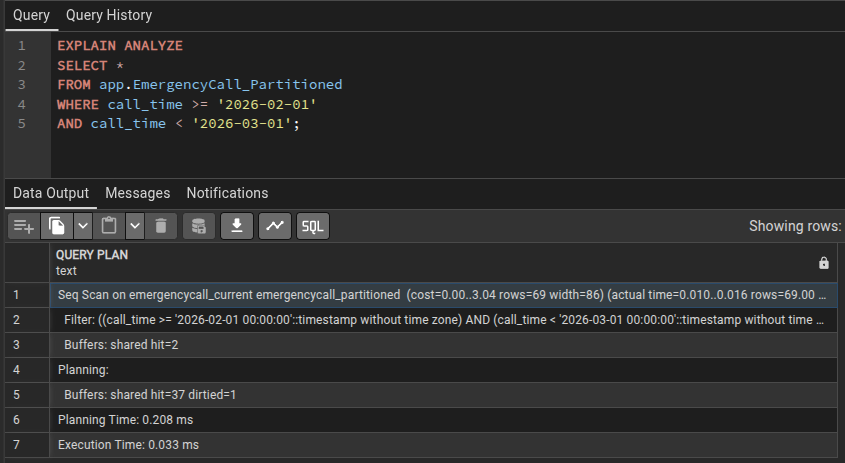 Query Query History
1 EXPLAIN ANALYZE
2 SELECT *
3 FROM app.EmergencyCall_Partitioned
4 WHERE call_time >= '2026-02-01'
5 AND call_time < '2026-03-01';
Data Output Messages Notifications
SQL Showing rows:
QUERY PLAN
text
1 Seq Scan on emergencycall_current emergencycall_partitioned (cost=0.00..3.04 rows=69 width=86) (actual time=0.010..0.016 rows=69.00 ...
2 Filter: ((call_time >= '2026-02-01 00:00:00'::timestamp without time zone) AND (call_time < '2026-03-01 00:00:00'::timestamp without time ...
3 Buffers: shared hit=2
4 Planning:
5 Buffers: shared hit=37 dirtied=1
6 Planning Time: 0.208 ms
7 Execution Time: 0.033 ms